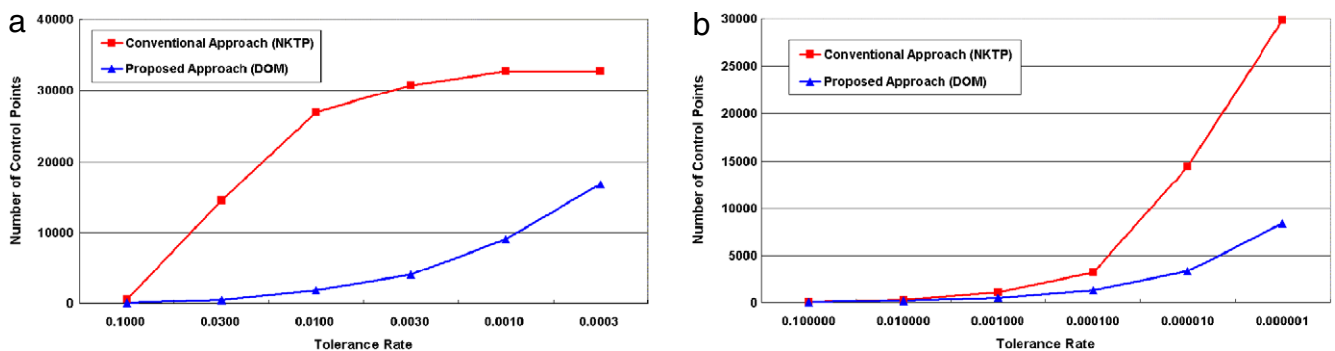 a
40000
30000
20000
10000
0
Number of Control Points
Conventional Approach (NKTP)
Proposed Approach (DOM)
0.1000 0.0300 0.0100 0.0030 0.0010 0.0003
Tolerance Rate
b
30000
25000
20000
15000
10000
5000
0
Number of Control Points
Conventional Approach (NKTP)
Proposed Approach (DOM)
0.100000 0.010000 0.001000 0.000100 0.000010 0.000001
Tolerance Rate